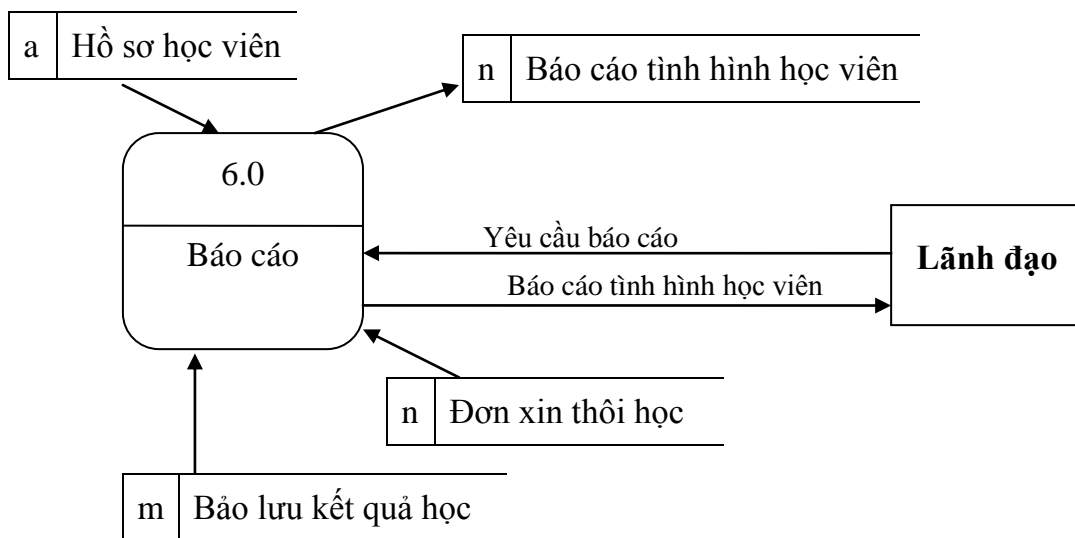 a Hồ sơ học viên
n Báo cáo tình hình học viên
6.0
Báo cáo
Yêu cầu báo cáo
Lãnh đạo
Báo cáo tình hình học viên
n Đơn xin thôi học
m Bảo lưu kết quả học